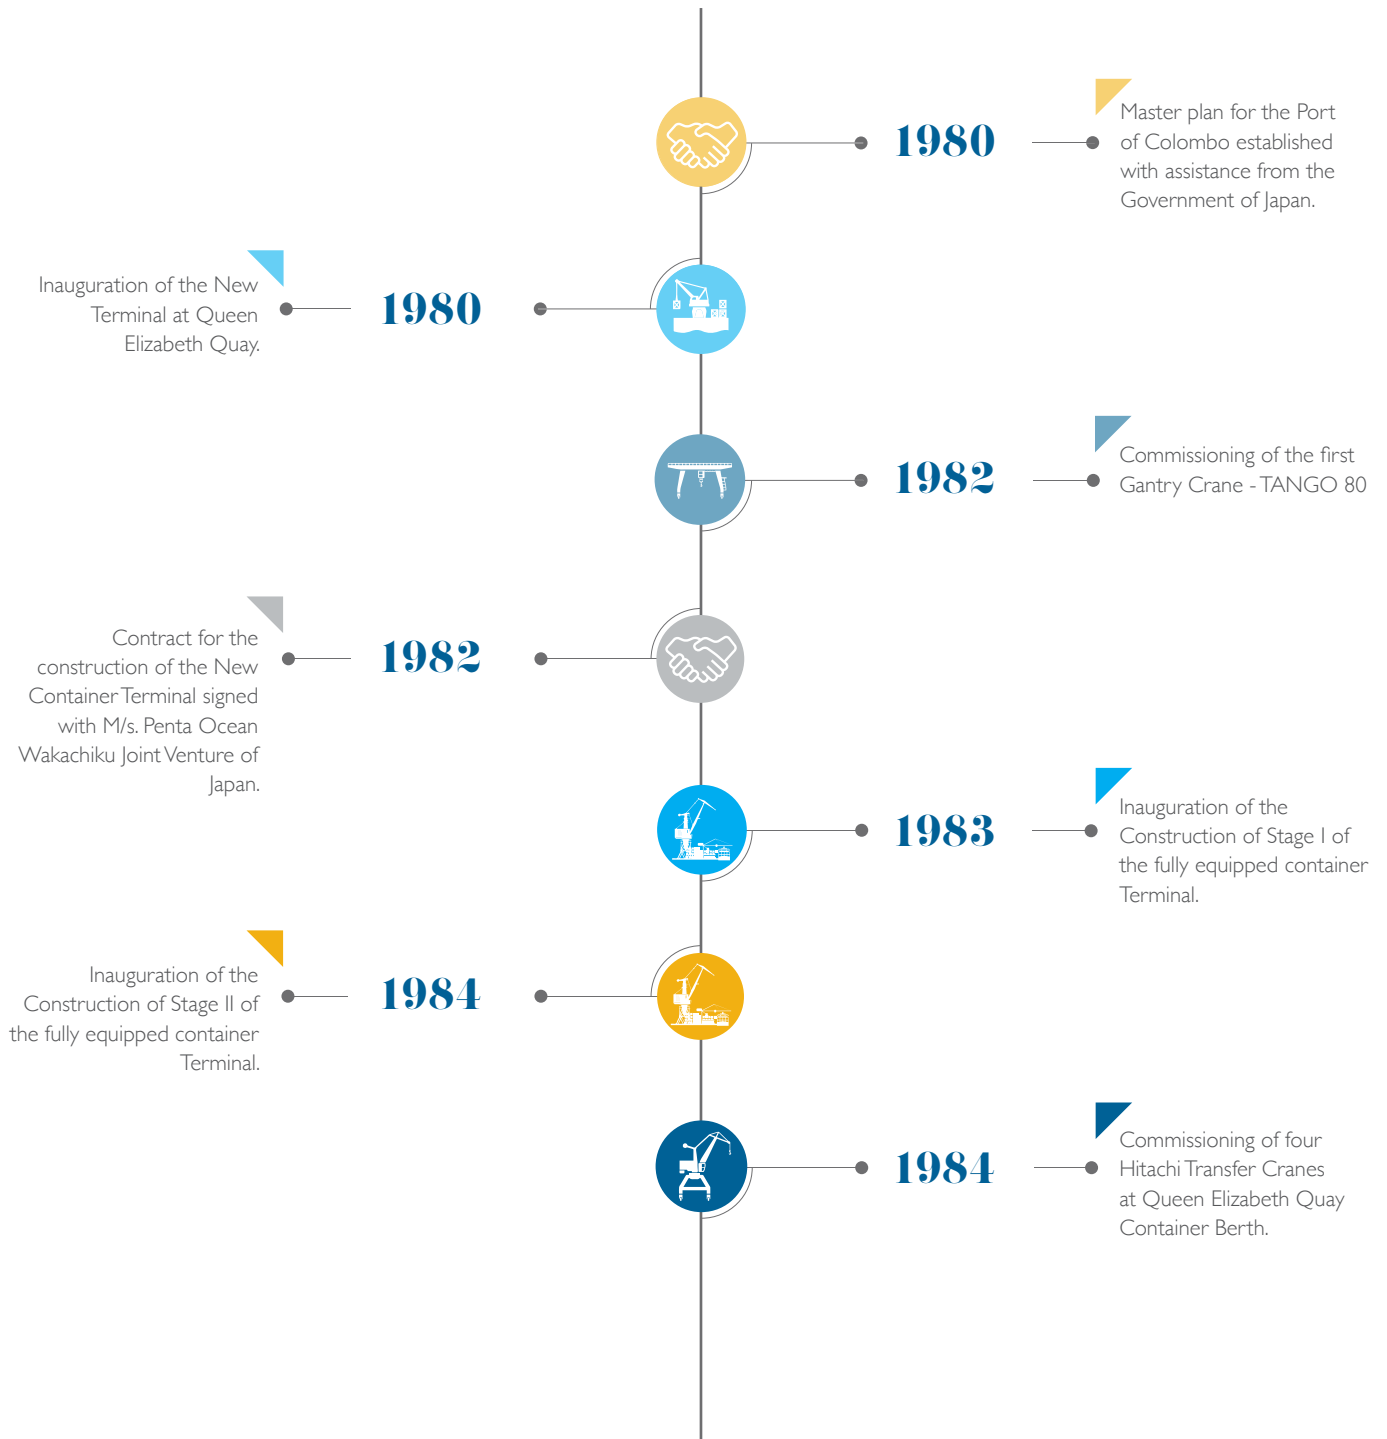 1980
Master plan for the Port
of Colombo established
with assistance from the
Government of Japan.
Inauguration of the New
Terminal at Queen
Elizabeth Quay.
1980
1982
Commissioning of the first
Gantry Crane - TANGO 80
Contract for the
construction of the New
Container Terminal signed
with M/s. Penta Ocean
Wakachiku Joint Venture of
Japan.
1982
1983
Inauguration of the
Construction of Stage I of
the fully equipped container
Terminal.
Inauguration of the
Construction of Stage II of
the fully equipped container
Terminal.
1984
1984
Commissioning of four
Hitachi Transfer Cranes
at Queen Elizabeth Quay
Container Berth.